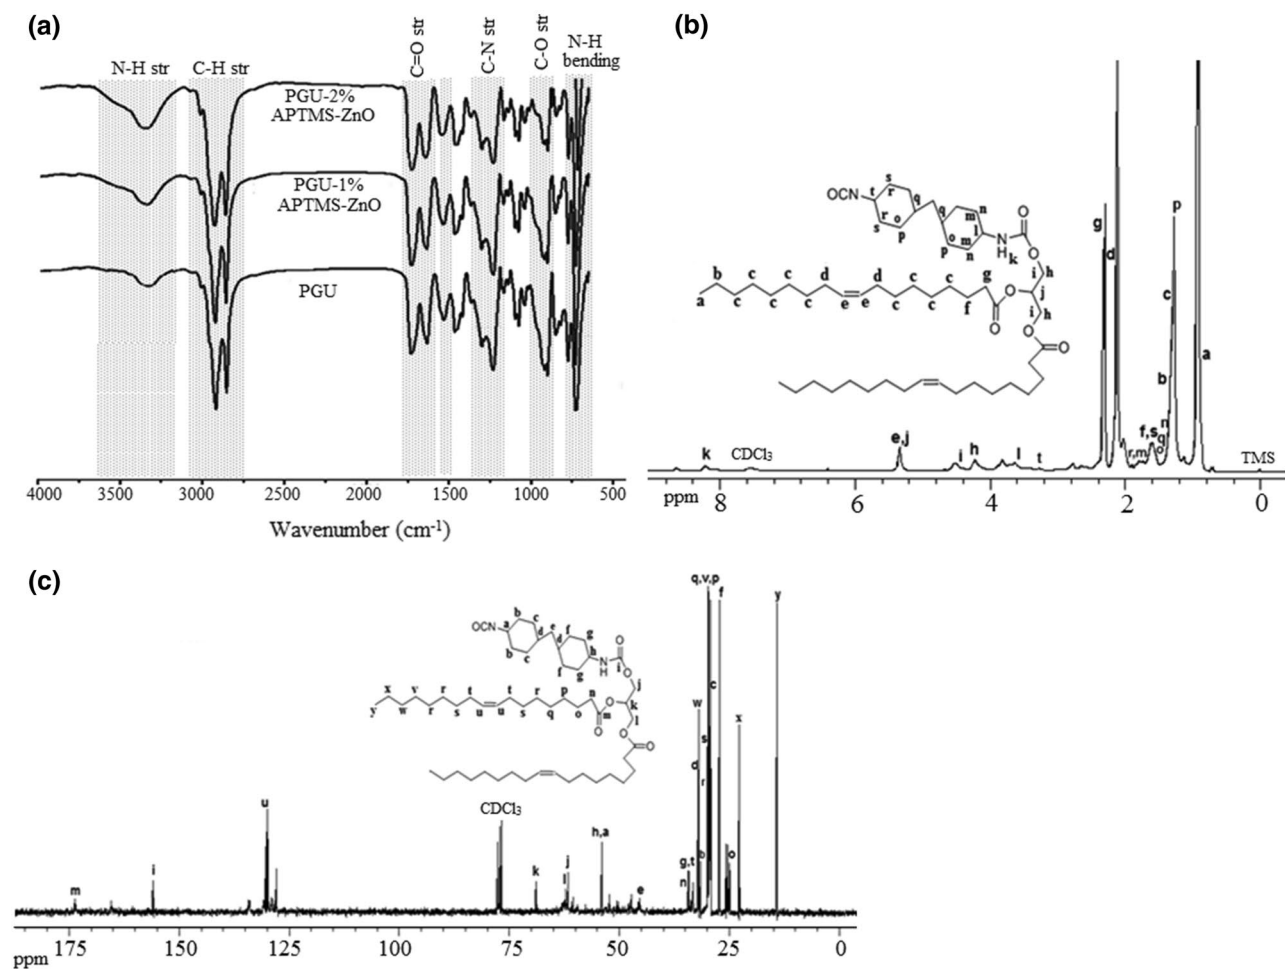 (a)
N-H str
C-H str
C=O str
C-N str
C-O str
N-H
bending
PGU-2%
APTMS-ZnO
PGU-1%
APTMS-ZnO
PGU
4000 3500 3000 2500 2000 1500 1000 500
Wavenumber (cm-1)
(b)
OCN
s
t r q
r o q m n
s p o m l N O
p n H O
k i h
b c c c d d c c g O j
a c c c e e c c f O i h
O
O
g
d
p
c
a
b
n
k CDCl3 e,j i h l t r,m f,s q o TMS
ppm 8 6 4 2 0
(c)
q,v,p f y
OCN
b c
a d e f g
b c d h N O
f g H i O
j
x v r t t r p n O k
y w r s u u s q o m l
O O
O
w
c
x
s
d
r
u
CDCl3
h,a
i
j
k
l
g,t
b
o
n
m
e
175 150 125 100 75 50 25 0
ppm